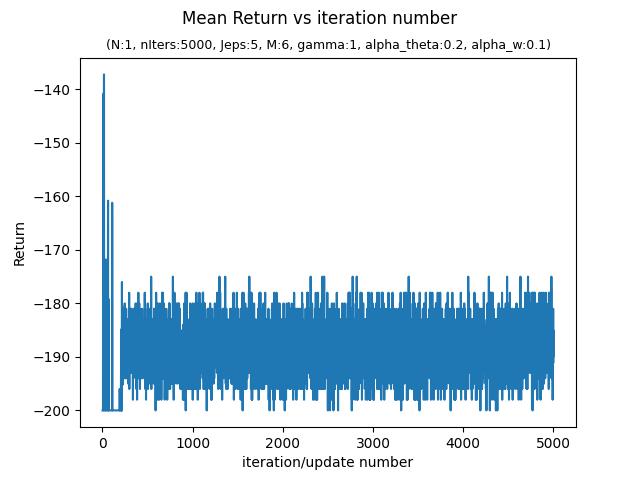 Mean Return vs iteration number
(N:1, nIters:5000, Jeps:5, M:6, gamma:1, alpha_theta:0.2, alpha_w:0.1)
−140
−150
−160
−170
−180
−190
−200
Return
0 1000 2000 3000 4000 5000
iteration/update number